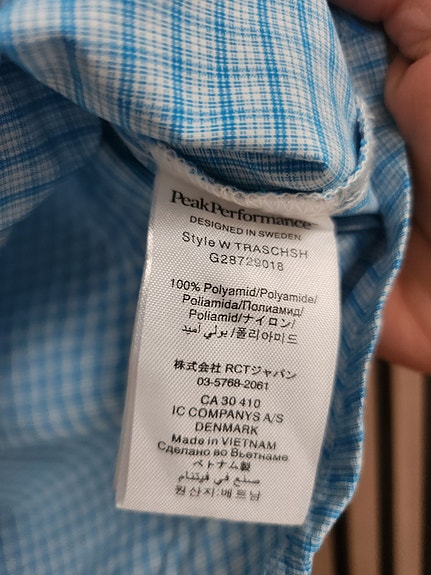 PeakPerformance
DESIGNED IN SWEDEN
Style W TRASCHSH
G28729018
100% Polyamid/Polyamide/
Poliamida/Полиамид/
Poliamid/ナイロン/
بولي أميد/폴리아미드
株式会社 RCTジャパン
03-5768-2061
CA 30 410
IC COMPANYS A/S
DENMARK
Made in VIETNAM
Сделано во Вьетнаме
ベトナム製
صنع في فيتنام
원산지:베트남